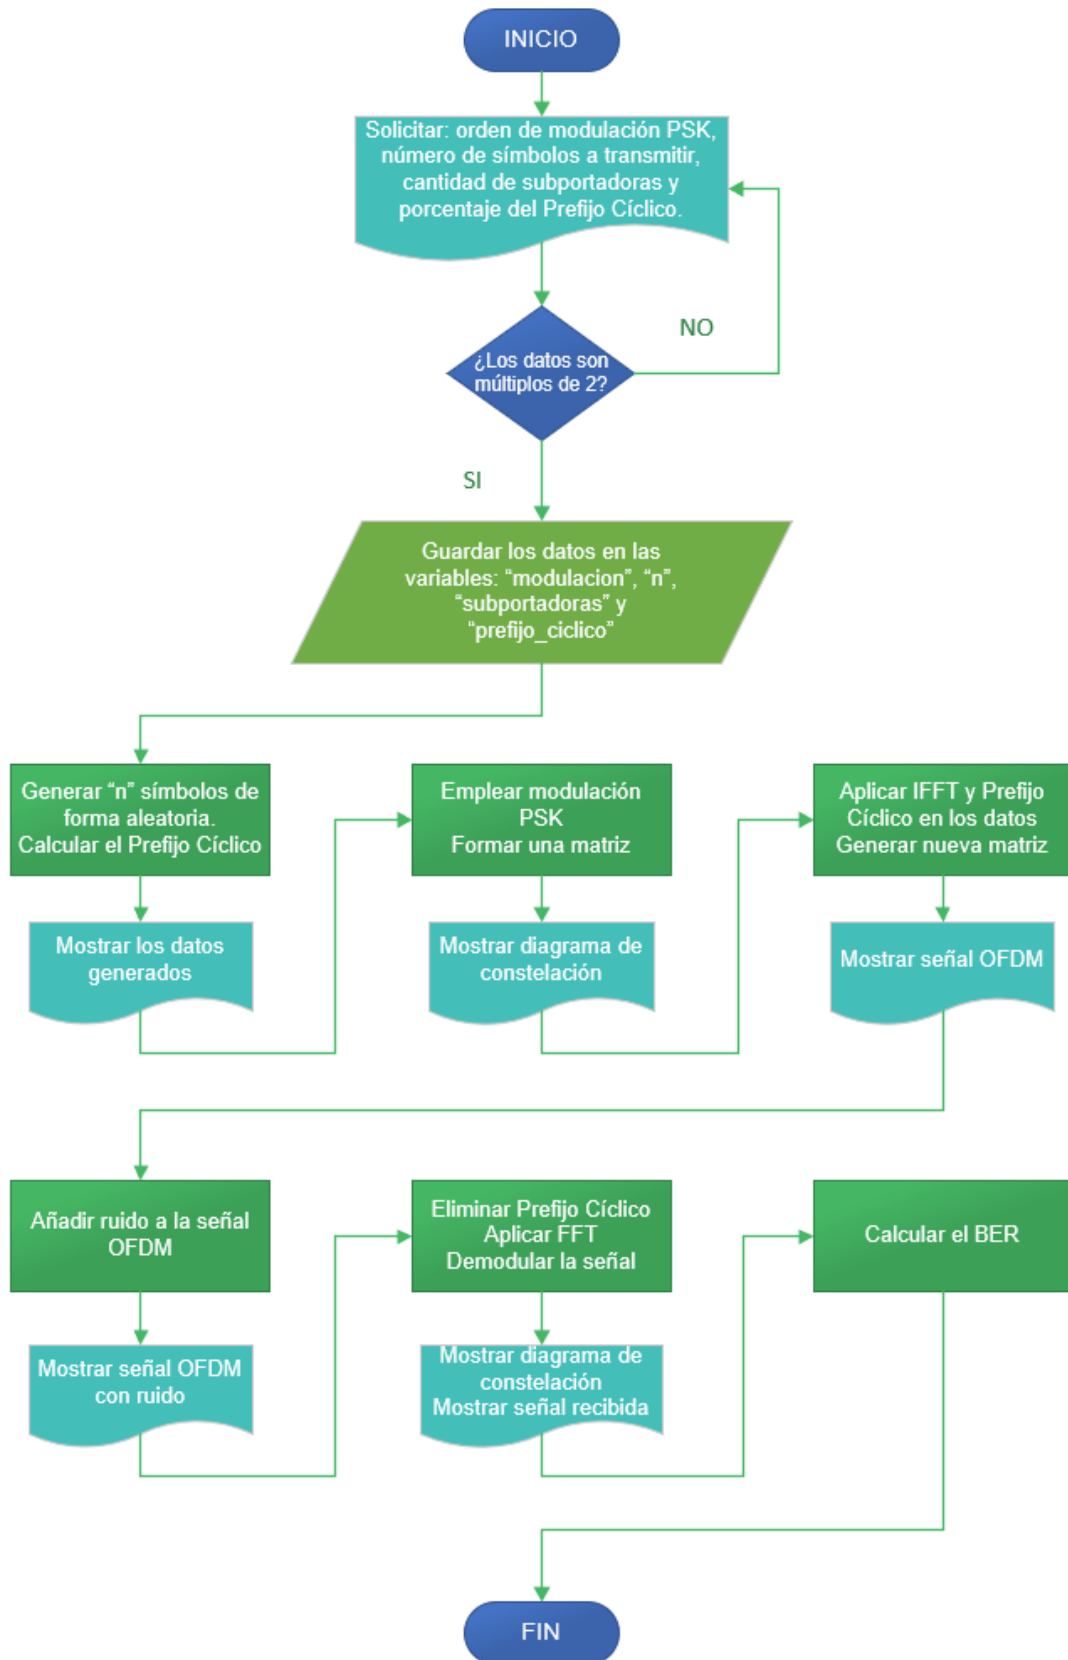 INICIO
Solicitar: orden de modulación PSK,
número de símbolos a transmitir,
cantidad de subportadoras y
porcentaje del Prefijo Cíclico.
NO
¿Los datos son
múltiplos de 2?
SI
Guardar los datos en las
variables: “modulacion”, “n”,
“subportadoras” y
“prefijo_ciclico”
Generar “n” símbolos de
forma aleatoria.
Calcular el Prefijo Cíclico
Emplear modulación
PSK
Formar una matriz
Aplicar IFFT y Prefijo
Cíclico en los datos
Generar nueva matriz
Mostrar los datos
generados
Mostrar diagrama de
constelación
Mostrar señal OFDM
Añadir ruido a la señal
OFDM
Eliminar Prefijo Cíclico
Aplicar FFT
Demodular la señal
Calcular el BER
Mostrar señal OFDM
con ruido
Mostrar diagrama de
constelación
Mostrar señal recibida
FIN